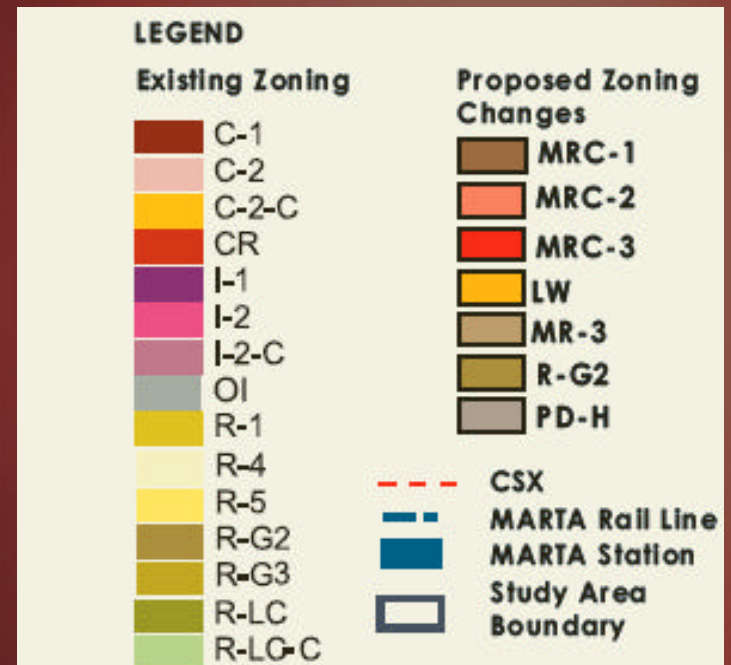 LEGEND
Existing Zoning
C-1
C-2
C-2-C
CR
I-1
I-2
I-2-C
OI
R-1
R-4
R-5
R-G2
R-G3
R-LC
R-LC-C
Proposed Zoning
Changes
MRC-1
MRC-2
MRC-3
LW
MR-3
R-G2
PD-H
CSX
MARTA Rail Line
MARTA Station
Study Area
Boundary